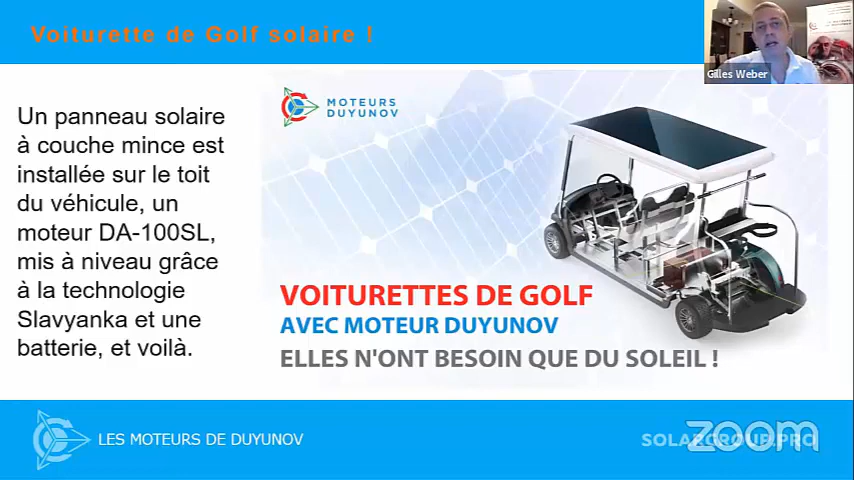 Voiturette de Golf solaire !
Gilles Weber
Un panneau solaire
à couche mince est
installée sur le toit
du véhicule, un
moteur DA-100SL,
mis à niveau grâce
à la technologie
Slavyanka et une
batterie, et voilà.
MOTEURS
DUYUNOV
VOITURETTES DE GOLF
AVEC MOTEUR DUYUNOV
ELLES N'ONT BESOIN QUE DU SOLEIL !
LES MOTEURS DE DUYUNOV
SOLARGROUP.PRO
zoom